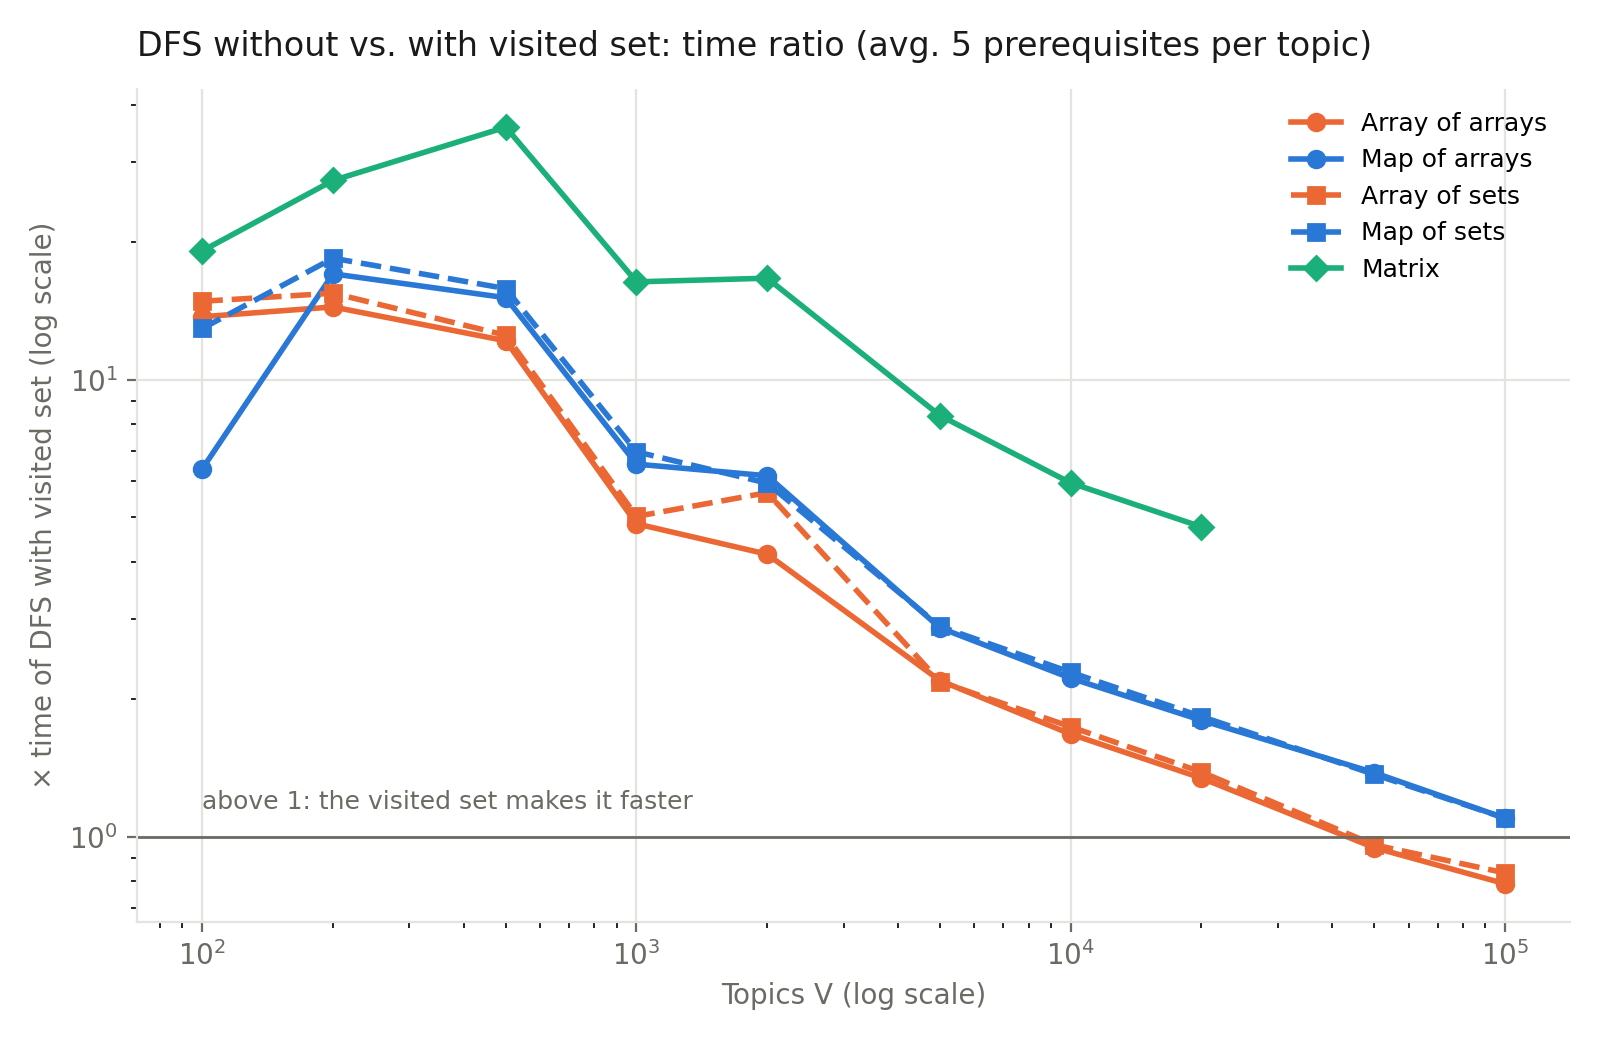 DFS without vs. with visited set: time ratio (avg. 5 prerequisites per topic)
Array of arrays
Map of arrays
Array of sets
Map of sets
Matrix
× time of DFS with visited set (log scale)
10¹
above 1: the visited set makes it faster
10⁰
10² 10³ 10⁴ 10⁵
Topics V (log scale)